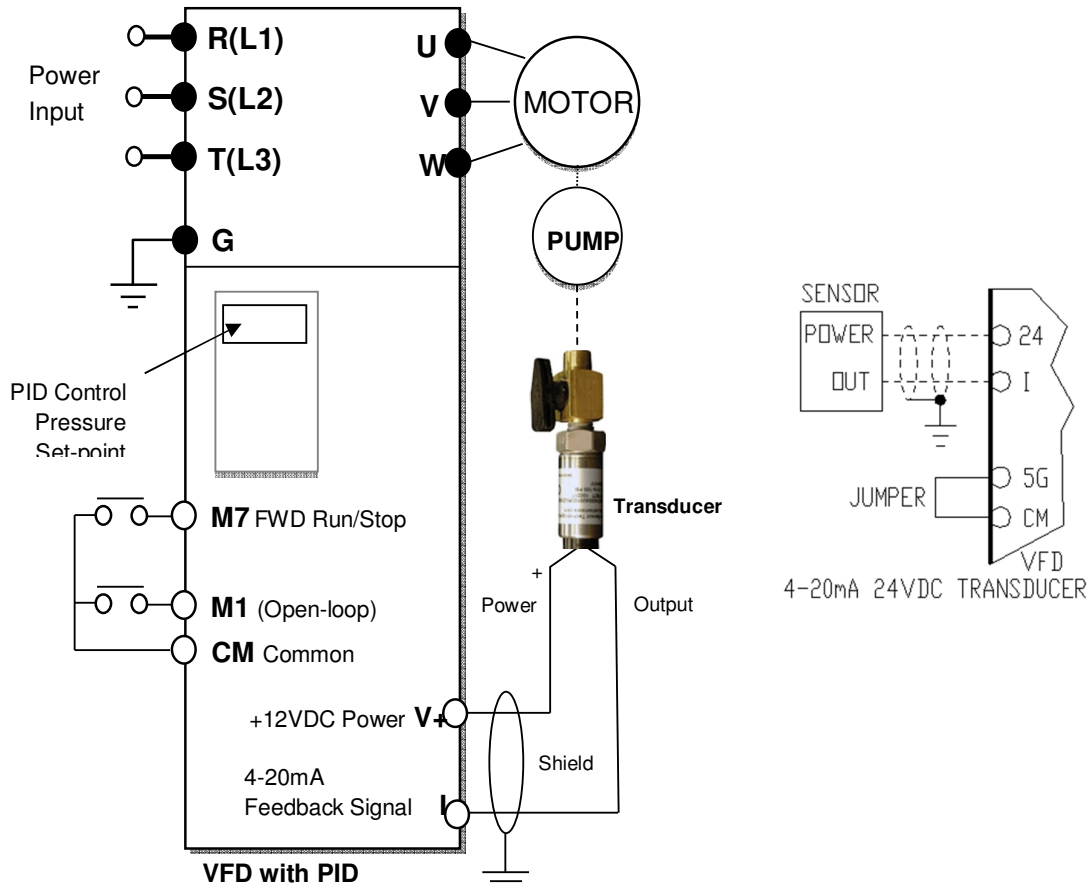 R(L1)
Power
Input
S(L2)
T(L3)
G
U
V
W
MOTOR
PUMP
PID Control
Pressure
Set-point
M7 FWD Run/Stop
M1 (Open-loop)
CM Common
+12VDC Power V+
4-20mA
Feedback Signal I
VFD with PID
Transducer
+
Power
Output
Shield
SENSOR
POWER
OUT
24
I
JUMPER
5G
CM
VFD
4-20mA 24VDC TRANSDUCER